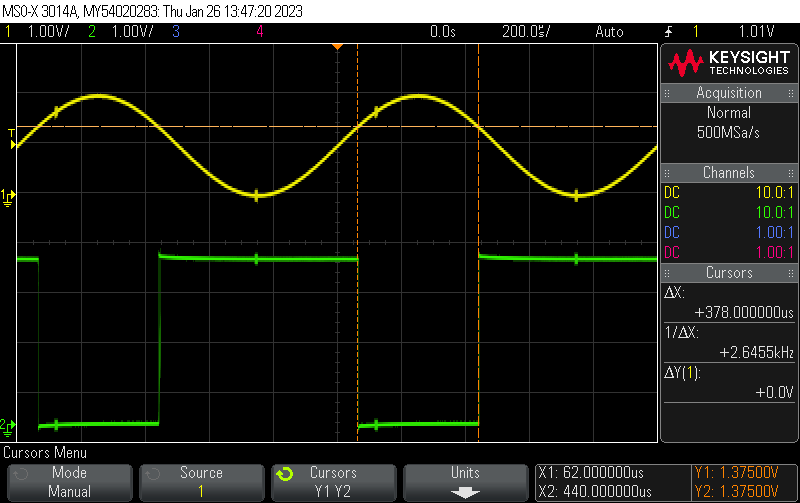 MSO-X 3014A, MY54020283: Thu Jan 26 13:47:20 2023
1 1.00V/ 2 1.00V/ 3 4 0.0s 200.0s/ Auto 1 1.01V
KEYSIGHT
TECHNOLOGIES
Acquisition
Normal
500MSa/s
Channels
DC 10.0:1
DC 10.0:1
DC 1.00:1
DC 1.00:1
Cursors
ΔX:
+378.000000us
1/ΔX:
+2.6455kHz
ΔY(1):
+0.0V
T
1
2
Cursors Menu
Mode
Manual
Source
1
Cursors
Y1 Y2
Units
X1: 62.000000us
X2: 440.000000us
Y1: 1.37500V
Y2: 1.37500V